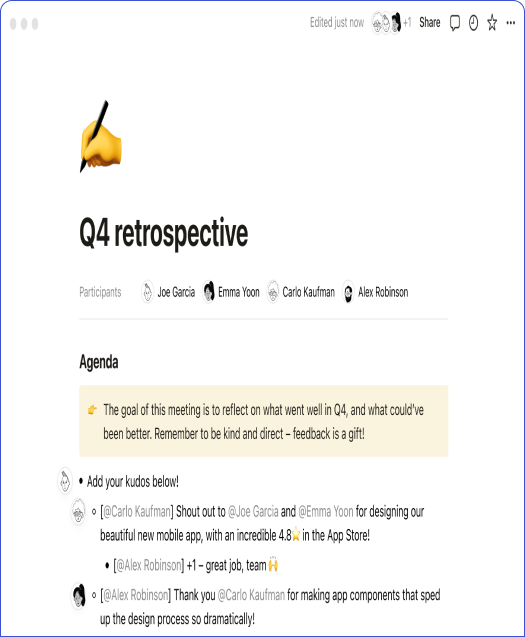 Edited just now +1 Share
Q4 retrospective
Participants Joe Garcia Emma Yoon Carlo Kaufman Alex Robinson
Agenda
👉 The goal of this meeting is to reflect on what went well in Q4, and what could've
been better. Remember to be kind and direct – feedback is a gift!
• Add your kudos below!
◦ [@Carlo Kaufman] Shout out to @Joe Garcia and @Emma Yoon for designing our
beautiful new mobile app, with an incredible 4.8⭐ in the App Store!
• [@Alex Robinson] +1 – great job, team 🙌
◦ [@Alex Robinson] Thank you @Carlo Kaufman for making app components that sped
up the design process so dramatically!